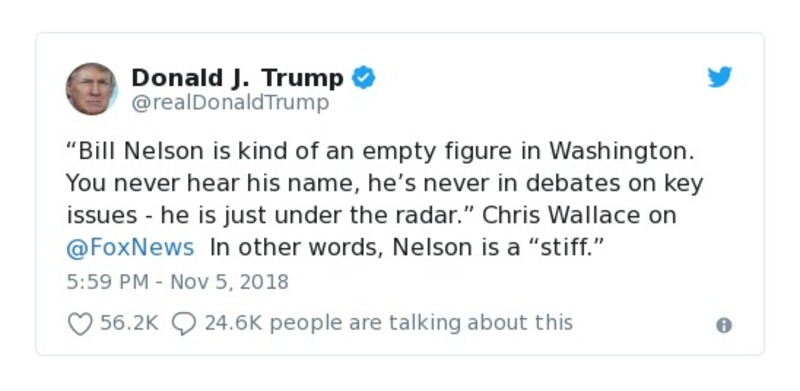 Donald J. Trump
@realDonaldTrump
“Bill Nelson is kind of an empty figure in Washington.
You never hear his name, he’s never in debates on key
issues - he is just under the radar.” Chris Wallace on
@FoxNews  In other words, Nelson is a “stiff.”
5:59 PM - Nov 5, 2018
56.2K 24.6K people are talking about this